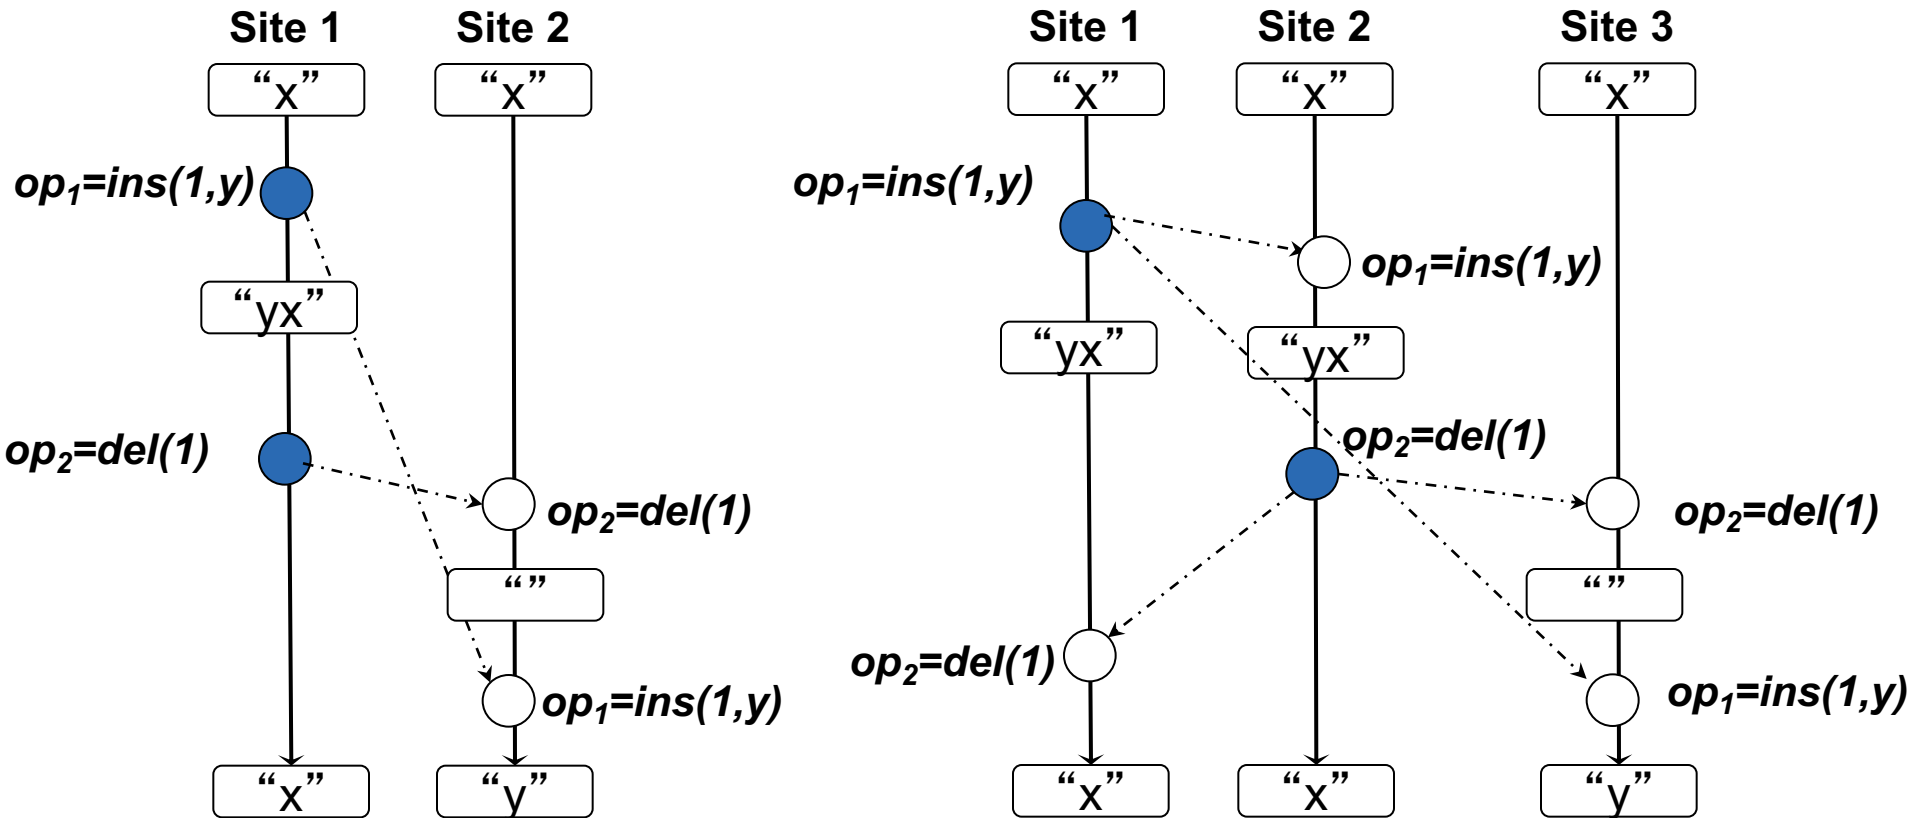 Site 1 Site 2
“x” “x”
op1=ins(1,y)
“yx”
op2=del(1)
op2=del(1)
“”
op1=ins(1,y)
“x” “y”
Site 1 Site 2 Site 3
“x” “x” “x”
op1=ins(1,y)
op1=ins(1,y)
“yx” “yx”
op2=del(1)
op2=del(1)
“”
op2=del(1)
op1=ins(1,y)
“x” “x” “y”